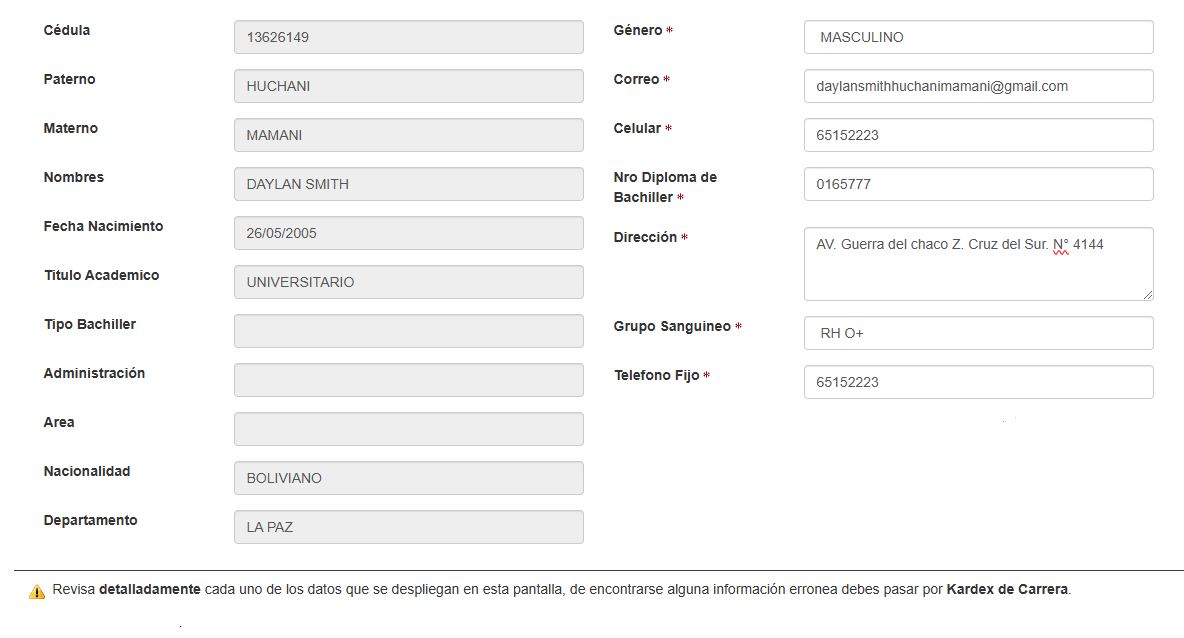 Cédula 13626149
Paterno HUCHANI
Materno MAMANI
Nombres DAYLAN SMITH
Fecha Nacimiento 26/05/2005
Titulo Academico UNIVERSITARIO
Tipo Bachiller
Administración
Area
Nacionalidad BOLIVIANO
Departamento LA PAZ
Género * MASCULINO
Correo * daylansmithhuchanimamani@gmail.com
Celular * 65152223
Nro Diploma de
Bachiller * 0165777
Dirección * AV. Guerra del chaco Z. Cruz del Sur. N° 4144
Grupo Sanguineo * RH O+
Telefono Fijo * 65152223
Revisa detalladamente cada uno de los datos que se despliegan en esta pantalla, de encontrarse alguna información erronea debes pasar por Kardex de Carrera.